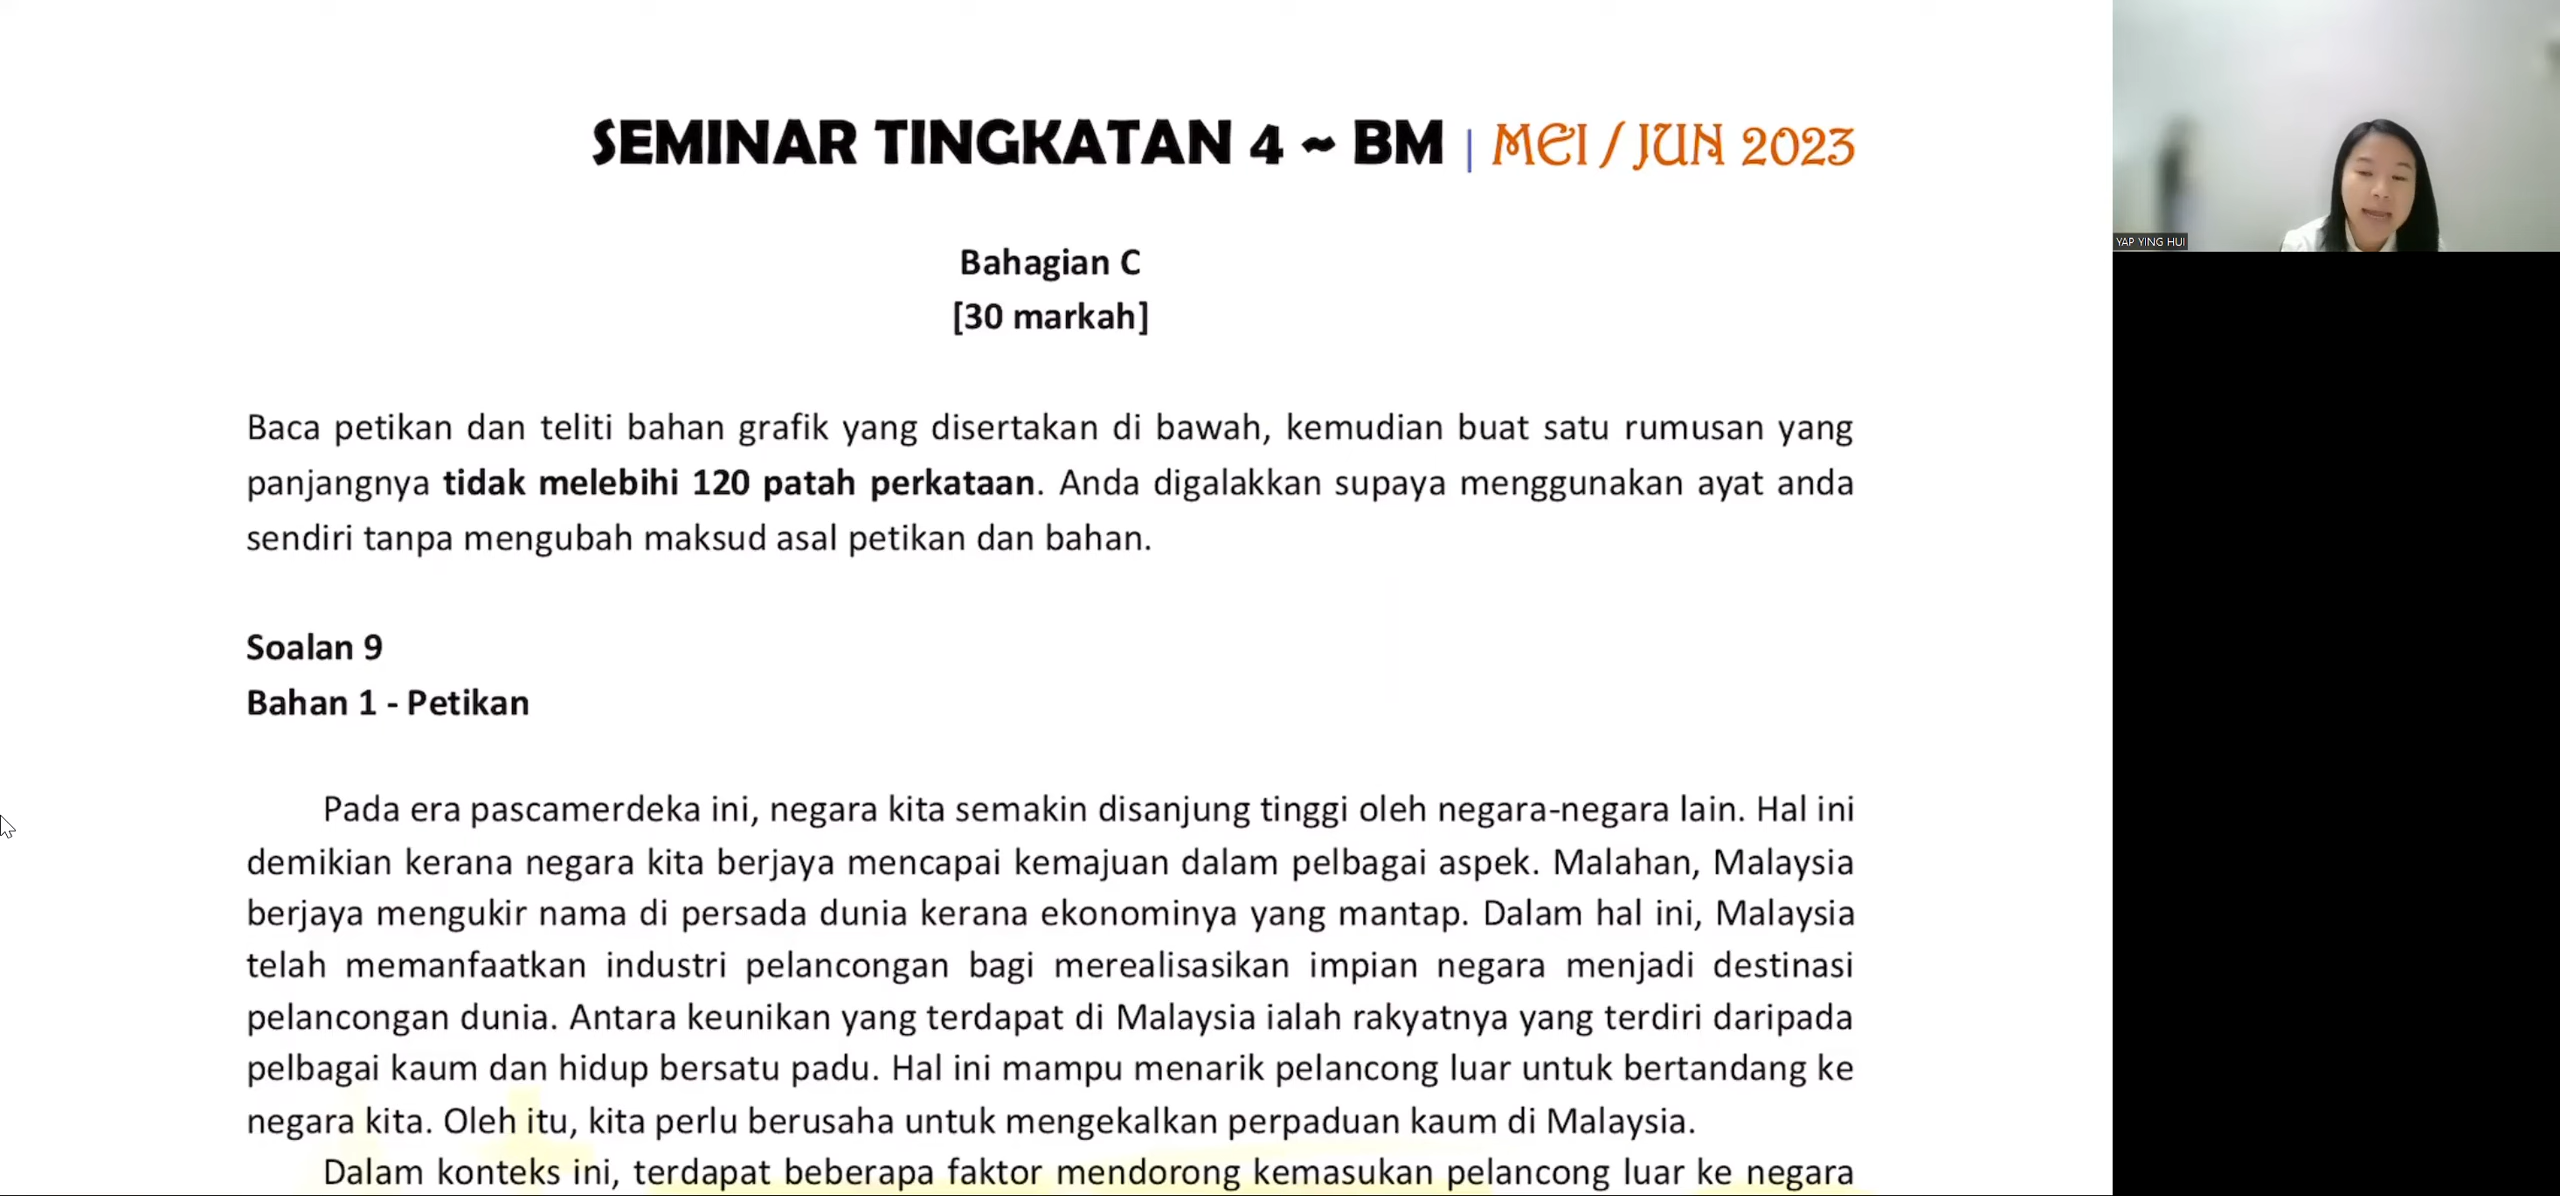 SEMINAR TINGKATAN 4 ~ BM | MEI / JUN 2023
YAP YING HUI
Bahagian C
[30 markah]
Baca petikan dan teliti bahan grafik yang disertakan di bawah, kemudian buat satu rumusan yang
panjangnya tidak melebihi 120 patah perkataan. Anda digalakkan supaya menggunakan ayat anda
sendiri tanpa mengubah maksud asal petikan dan bahan.
Soalan 9
Bahan 1 - Petikan
Pada era pascamerdeka ini, negara kita semakin disanjung tinggi oleh negara-negara lain. Hal ini
demikian kerana negara kita berjaya mencapai kemajuan dalam pelbagai aspek. Malahan, Malaysia
berjaya mengukir nama di persada dunia kerana ekonominya yang mantap. Dalam hal ini, Malaysia
telah memanfaatkan industri pelancongan bagi merealisasikan impian negara menjadi destinasi
pelancongan dunia. Antara keunikan yang terdapat di Malaysia ialah rakyatnya yang terdiri daripada
pelbagai kaum dan hidup bersatu padu. Hal ini mampu menarik pelancong luar untuk bertandang ke
negara kita. Oleh itu, kita perlu berusaha untuk mengekalkan perpaduan kaum di Malaysia.
Dalam konteks ini, terdapat beberapa faktor mendorong kemasukan pelancong luar ke negara